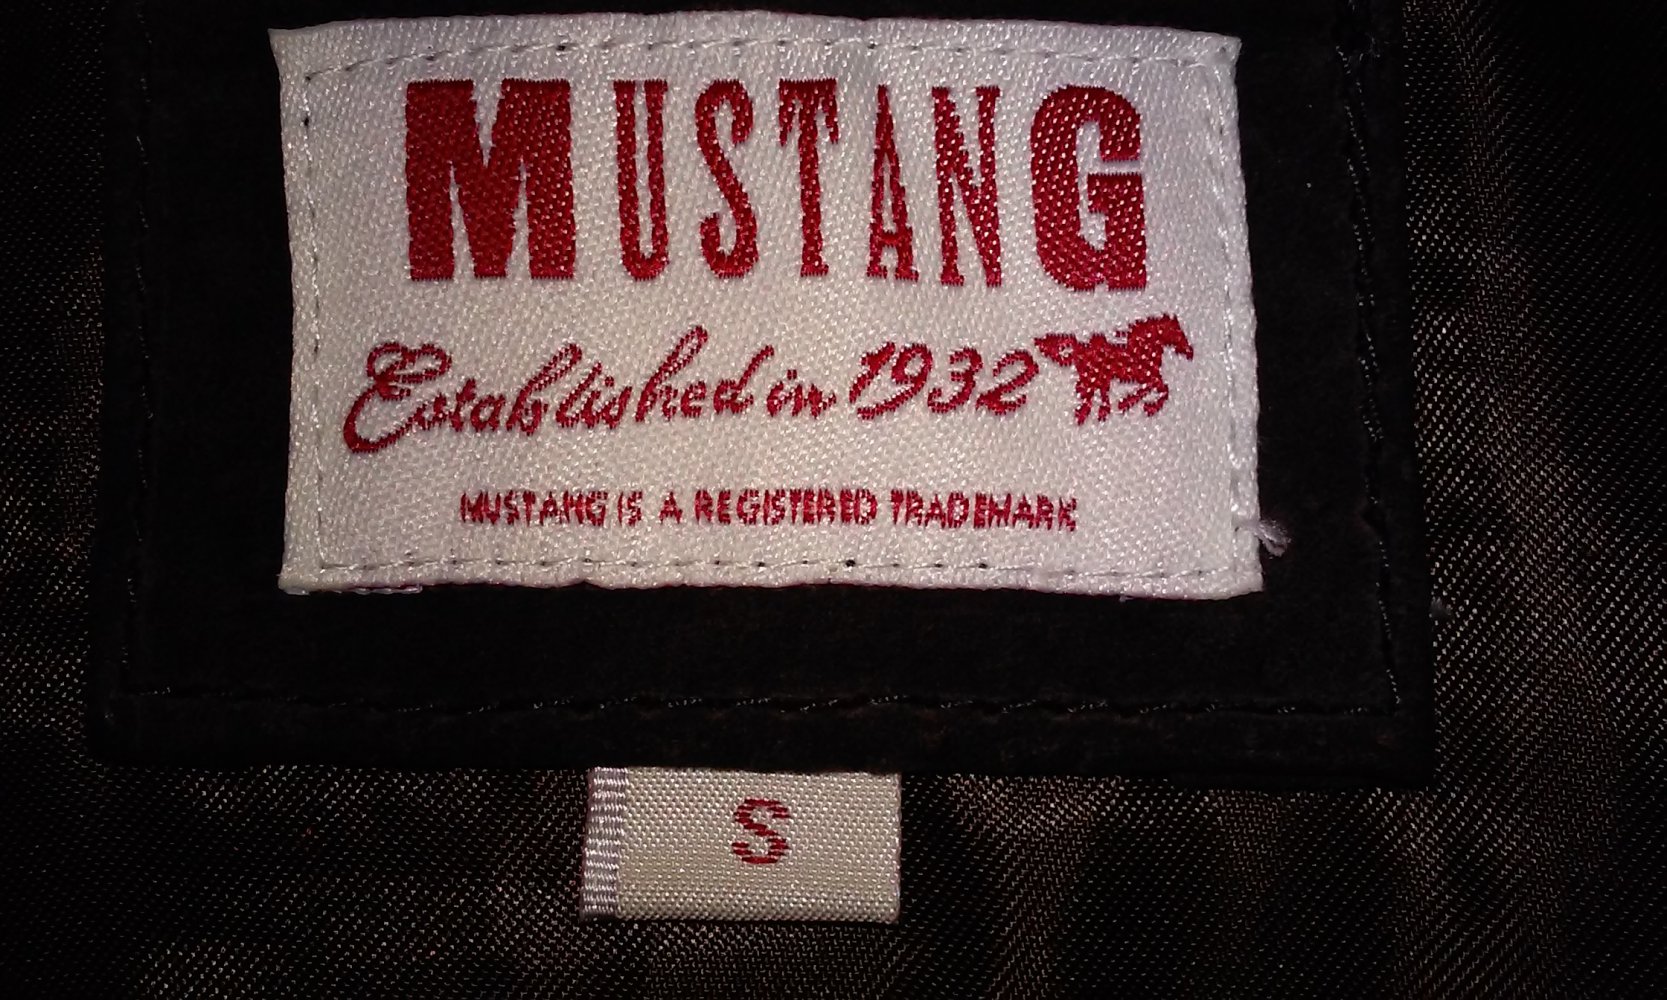 MUSTANG
Established in 1932
MUSTANG IS A REGISTERED TRADEMARK
S